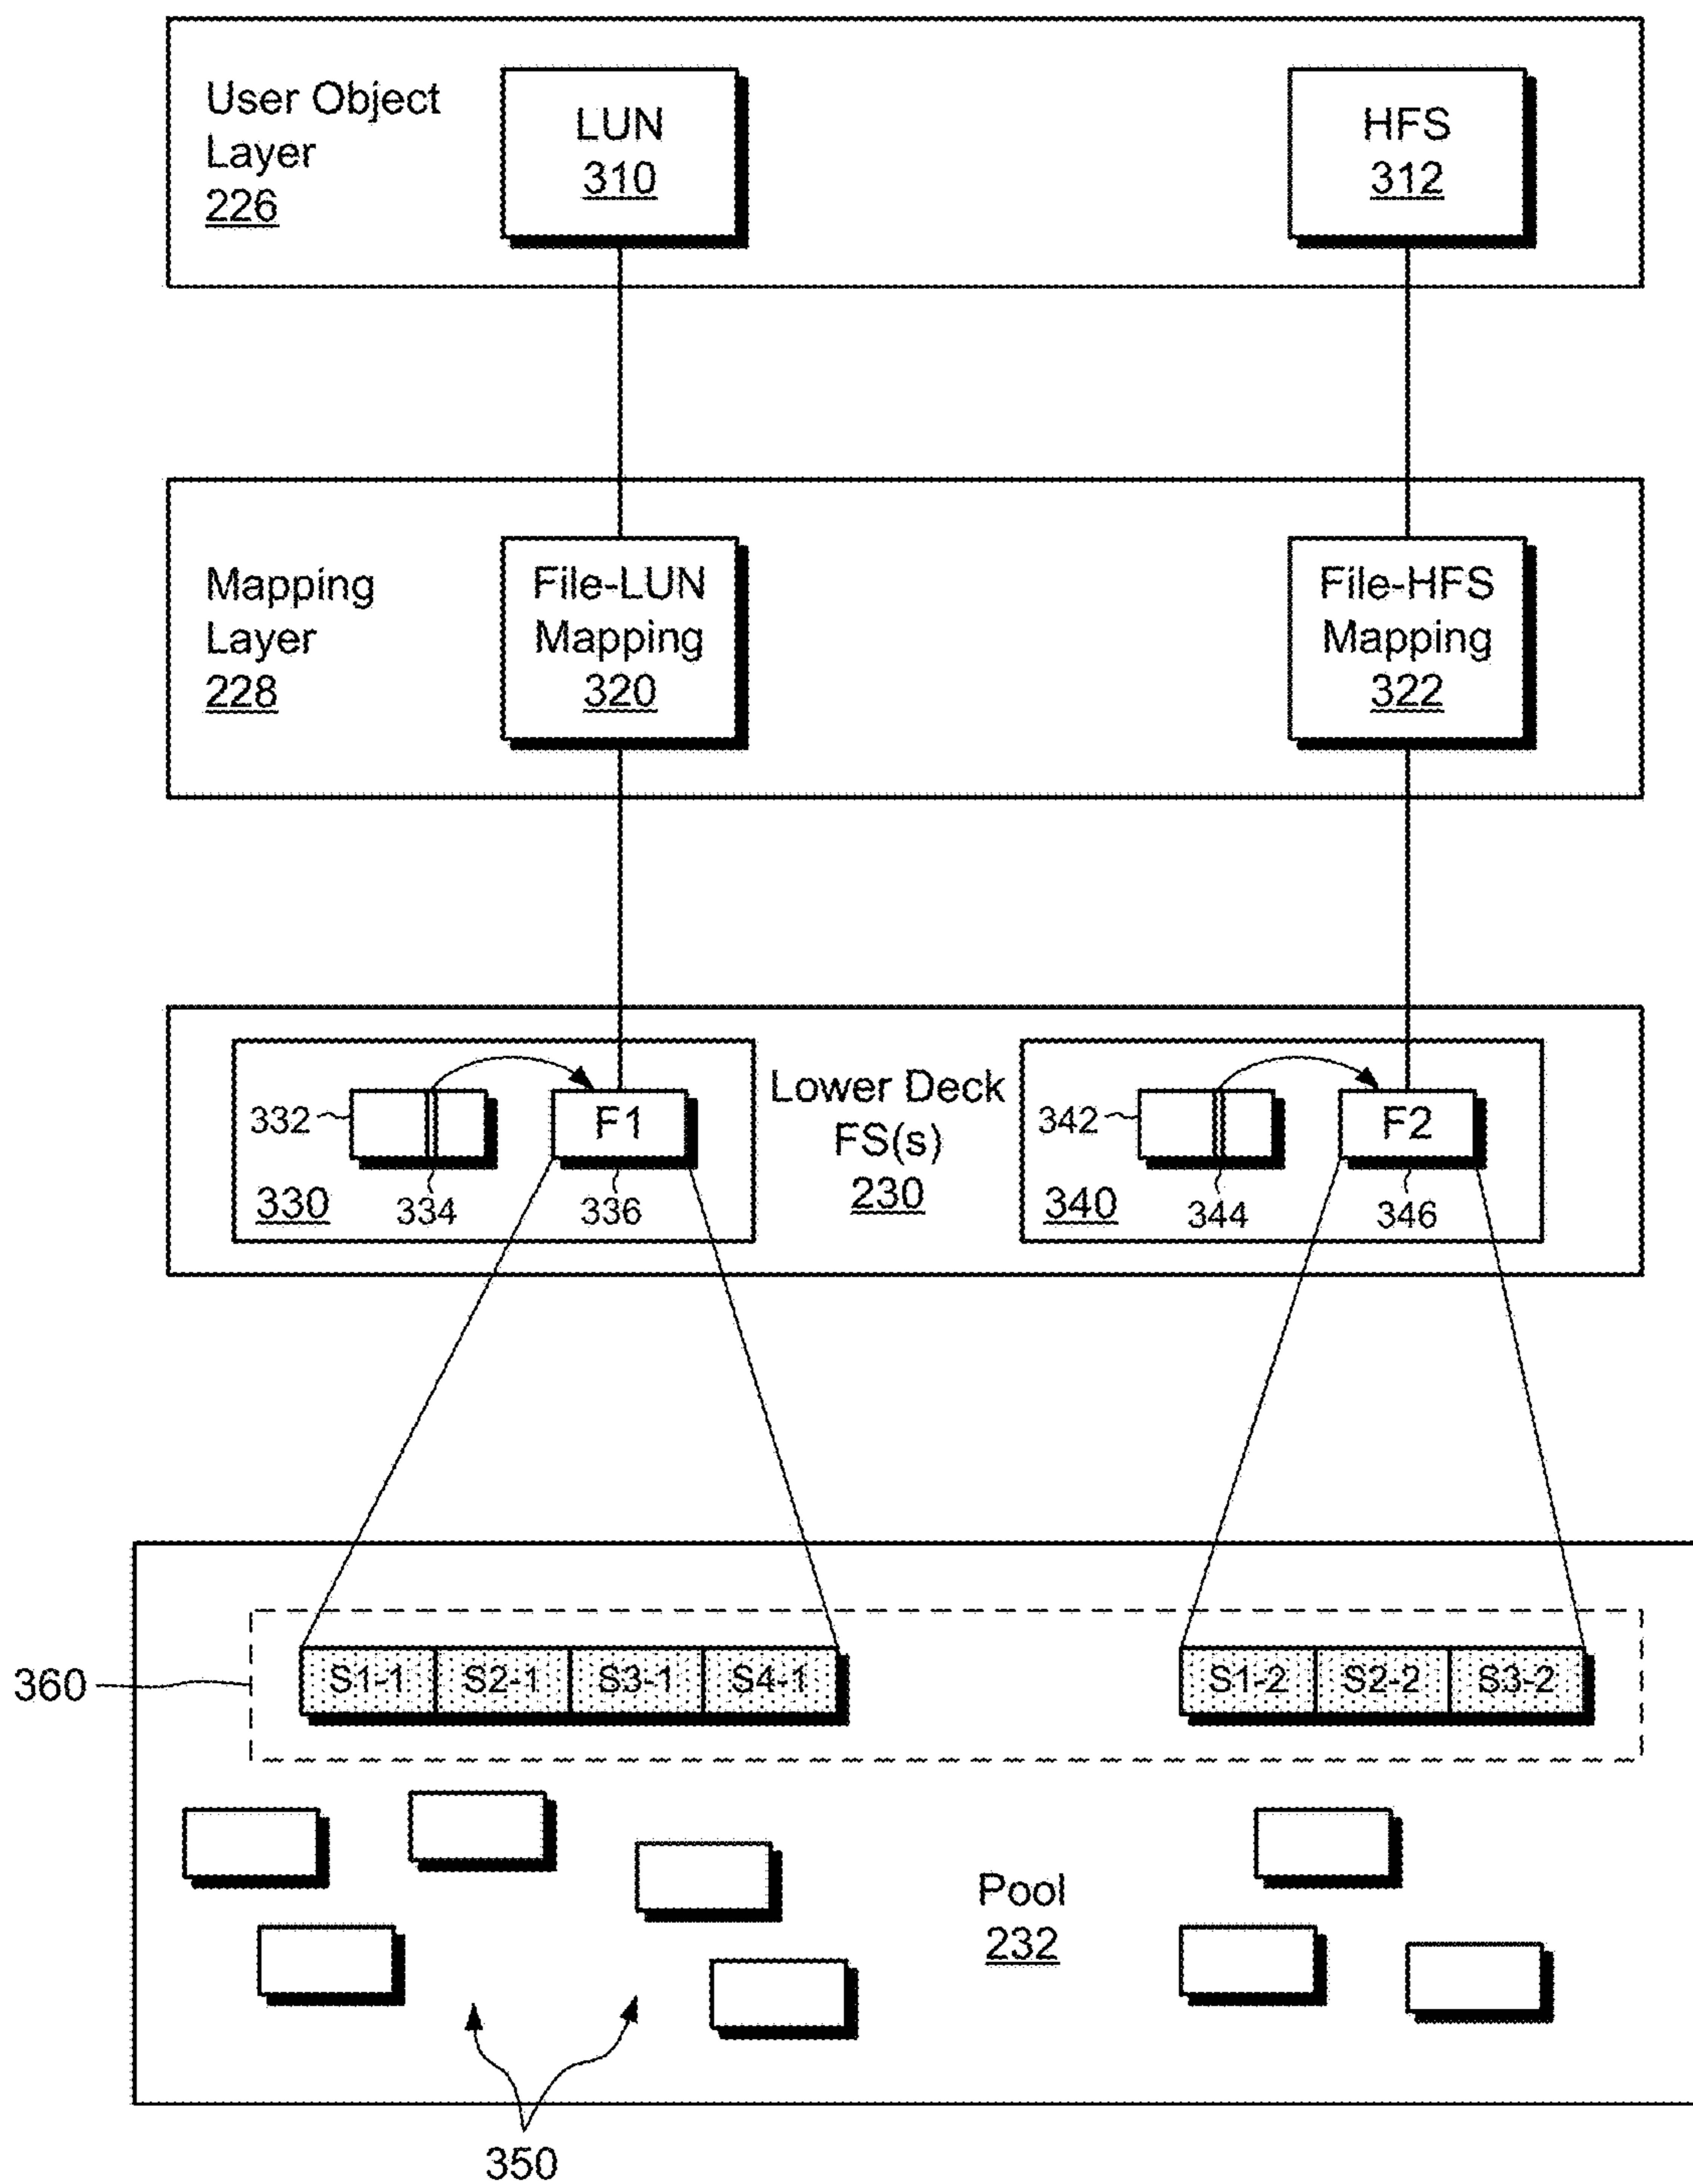 User Object
Layer
226
LUN
310
HFS
312
Mapping
Layer
228
File-LUN
Mapping
320
File-HFS
Mapping
322
332
334
F1
336
330
Lower Deck
FS(s)
230
342
344
F2
346
340
360
S1-1 S2-1 S3-1 S4-1
S1-2 S2-2 S3-2
Pool
232
350